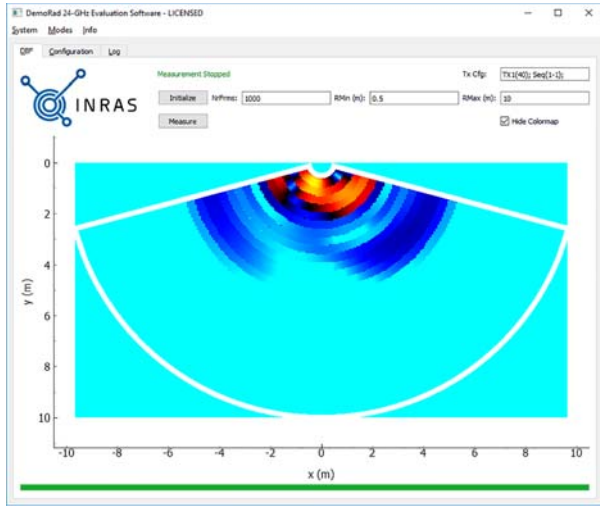 DemoRad 24-GHz Evaluation Software - LICENSED
System Modes Info
DBF Configuration Log
INRAS
Measurement Stopped
Tx Cfg: TX1(40); Seq(1-1);
Initialize NrFrms: 1000 RMin (m): 0.5 RMax (m): 10
Measure
Hide Colormap
0
2
4
6
8
10
y (m)
-10 -8 -6 -4 -2 0 2 4 6 8 10
x (m)